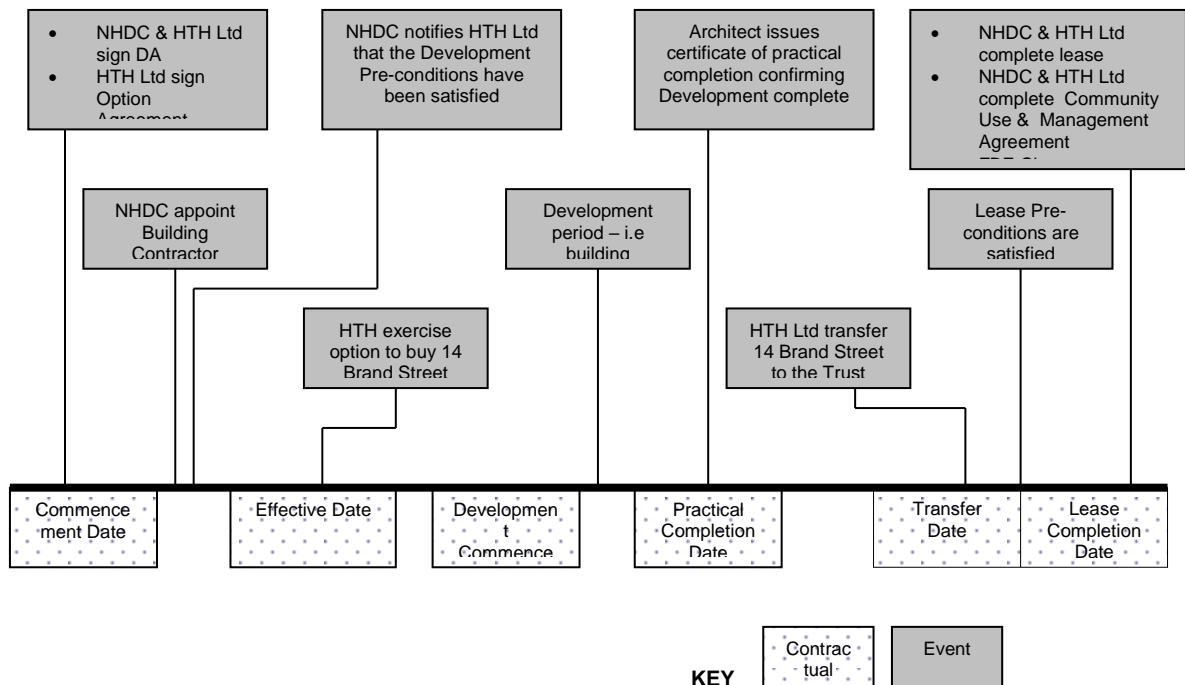 • NHDC & HTH Ltd
sign DA
• HTH Ltd sign
Option
Agreement
NHDC notifies HTH Ltd
that the Development
Pre-conditions have
been satisfied
Architect issues
certificate of practical
completion confirming
Development complete
• NHDC & HTH Ltd
complete lease
• NHDC & HTH Ltd
complete Community
Use & Management
Agreement
NHDC appoint
Building
Contractor
Development
period – i.e
building
Lease Pre-
conditions are
satisfied
HTH exercise
option to buy 14
Brand Street
HTH Ltd transfer
14 Brand Street
to the Trust
Commence
ment Date
Effective Date
Developmen
t
Commence
Practical
Completion
Date
Transfer
Date
Lease
Completion
Date
KEY
Contrac
tual
Event